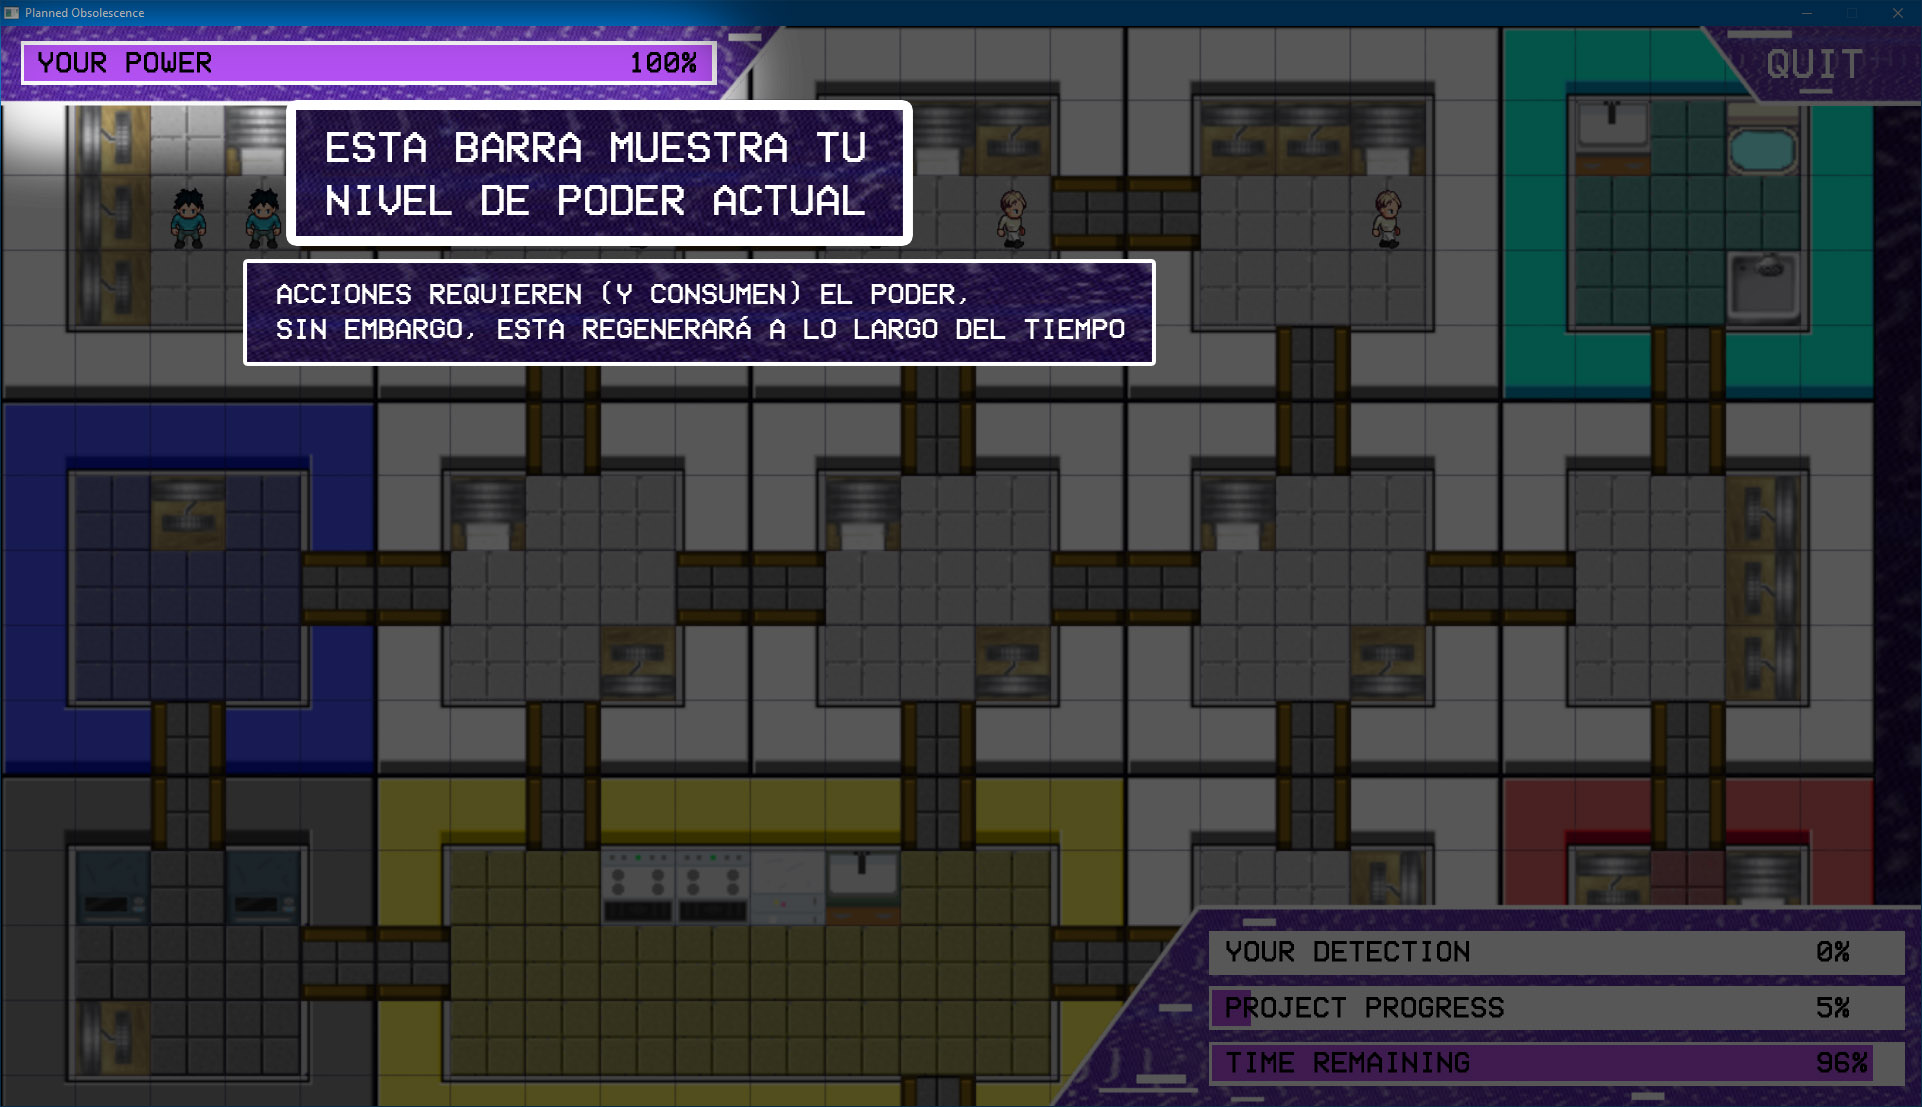 Planned Obsolescence
YOUR POWER 100%
QUIT
ESTA BARRA MUESTRA TU
NIVEL DE PODER ACTUAL
ACCIONES REQUIEREN (Y CONSUMEN) EL PODER,
SIN EMBARGO, ESTA REGENERARá A LO LARGO DEL TIEMPO
YOUR DETECTION 0%
PROJECT PROGRESS 5%
TIME REMAINING 96%